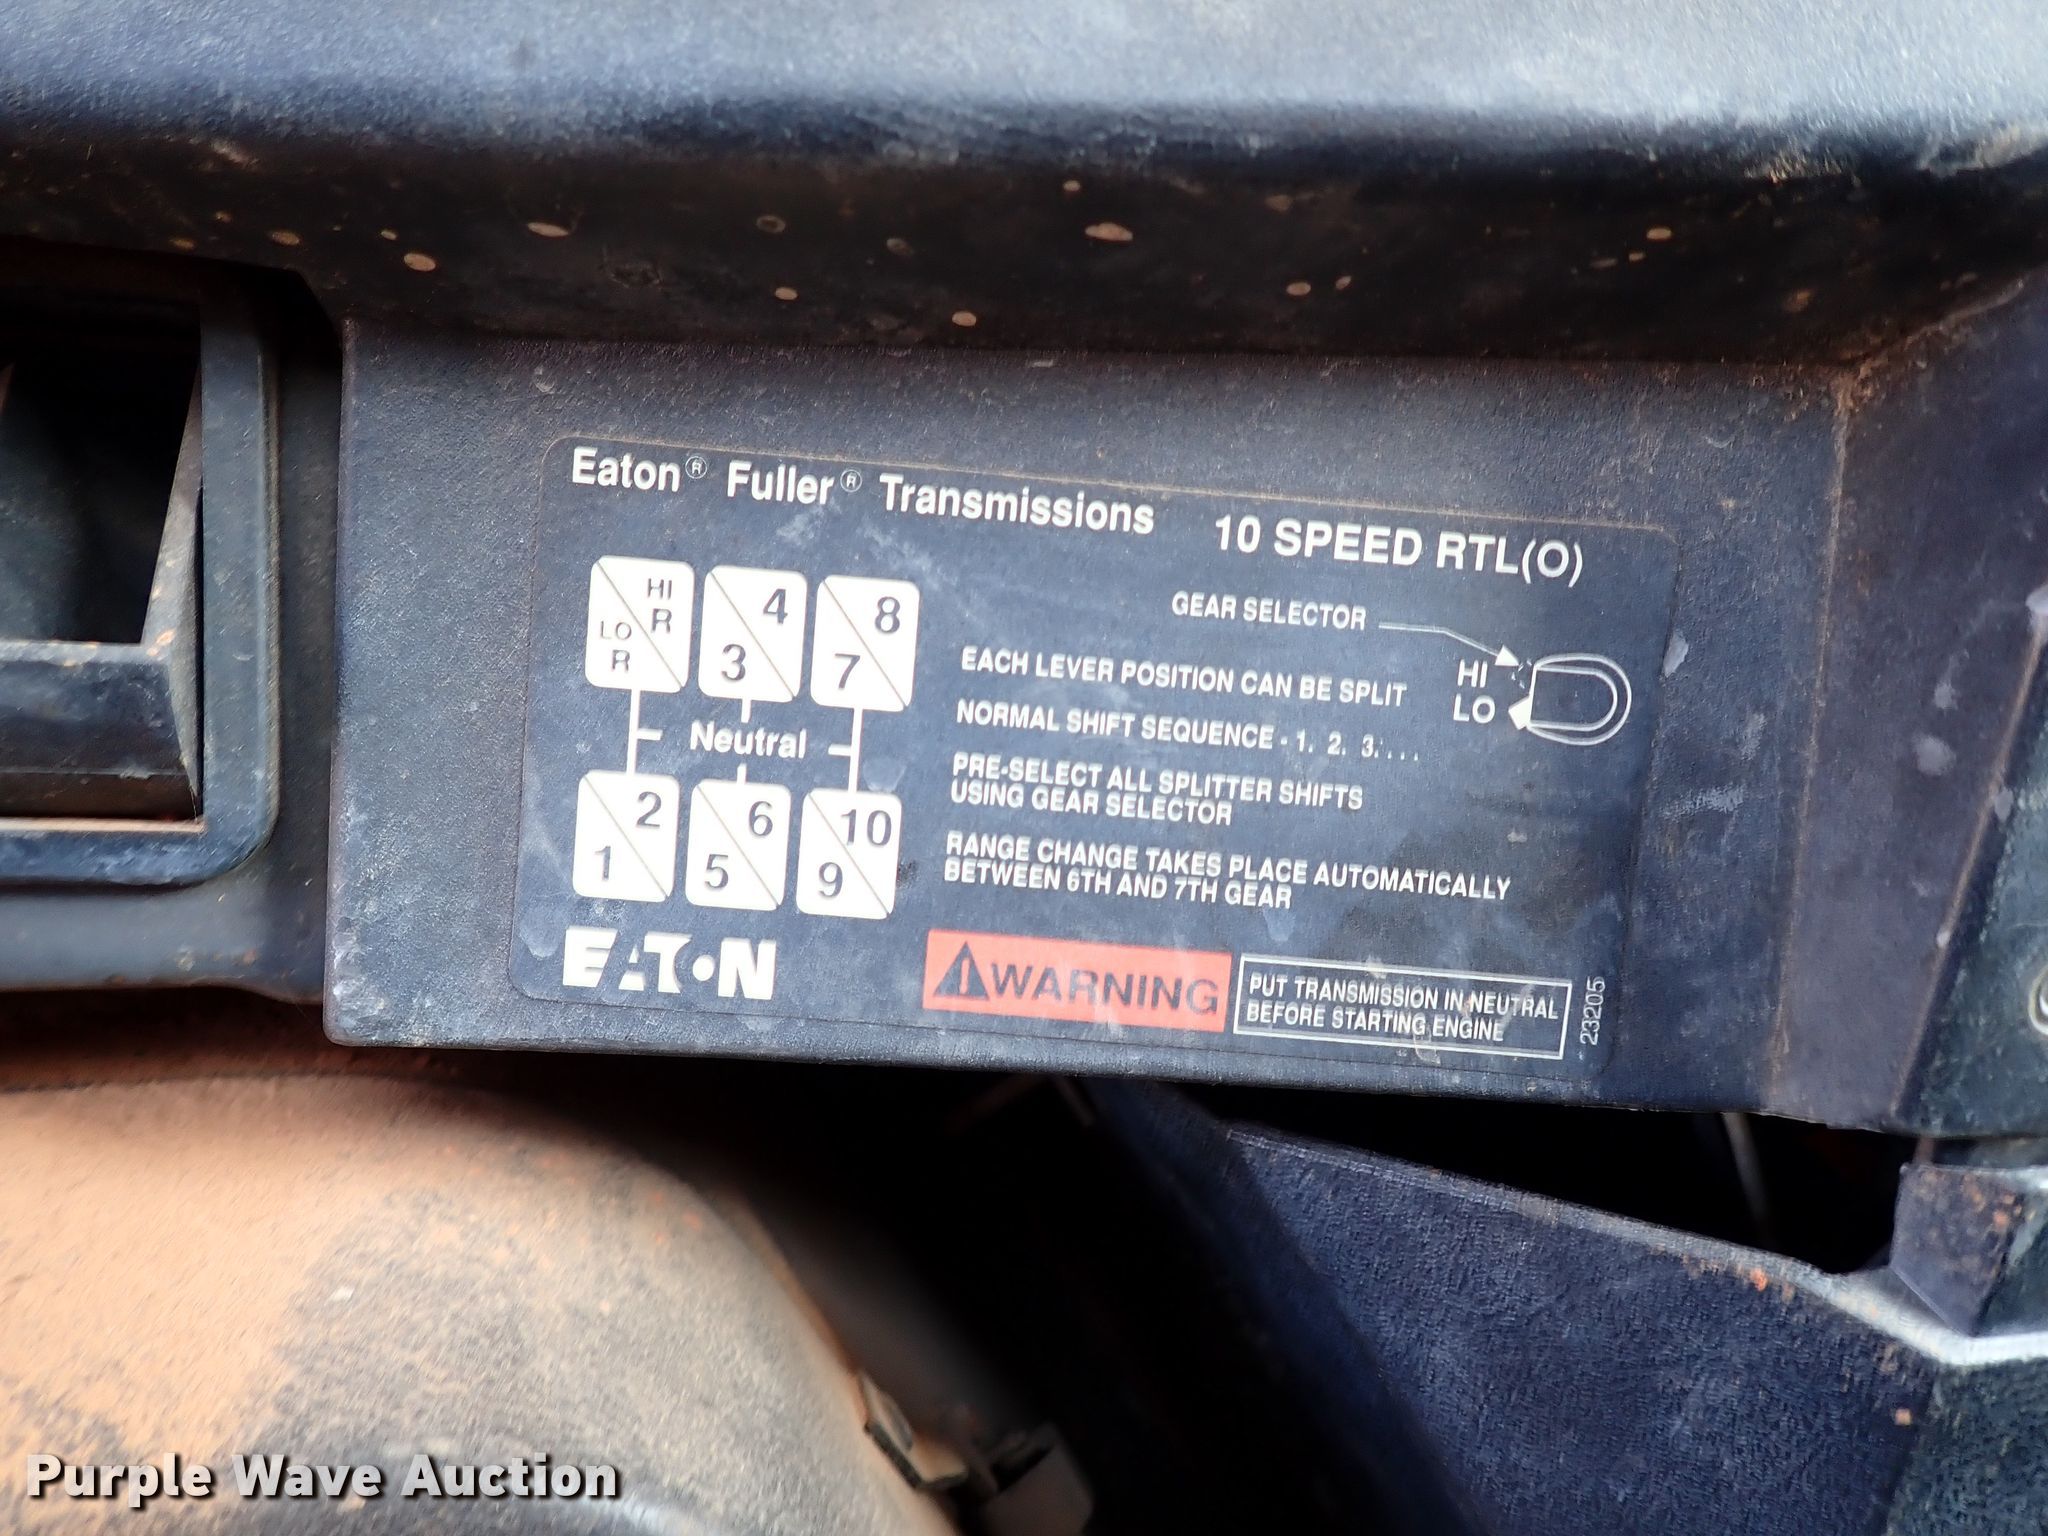 Eaton® Fuller® Transmissions 10 SPEED RTL(O)
HI
R
LO
R
4
3
8
7
Neutral
2
1
6
5
10
9
GEAR SELECTOR
HI
LO
EACH LEVER POSITION CAN BE SPLIT
NORMAL SHIFT SEQUENCE - 1. 2. 3. . . .
PRE-SELECT ALL SPLITTER SHIFTS
USING GEAR SELECTOR
RANGE CHANGE TAKES PLACE AUTOMATICALLY
BETWEEN 6TH AND 7TH GEAR
EATON
WARNING
PUT TRANSMISSION IN NEUTRAL
BEFORE STARTING ENGINE
23205
Purple Wave Auction